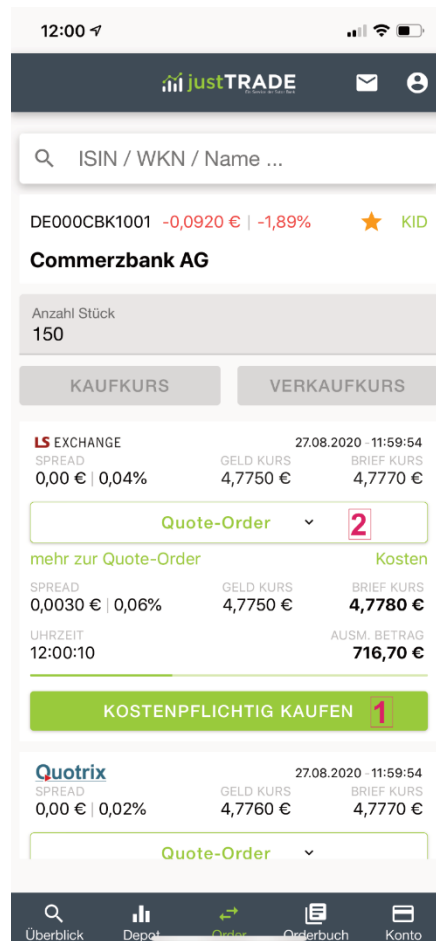 12:00
justTRADE
ISIN / WKN / Name ...
DE000CBK1001 -0,0920 € | -1,89% KID
Commerzbank AG
Anzahl Stück
150
KAUFKURS VERKAUFKURS
LS EXCHANGE 27.08.2020 - 11:59:54
SPREAD GELD KURS BRIEF KURS
0,00 € | 0,04% 4,7750 € 4,7770 €
Quote-Order 2
mehr zur Quote-Order Kosten
SPREAD GELD KURS BRIEF KURS
0,0030 € | 0,06% 4,7750 € 4,7780 €
UHRZEIT AUSM. BETRAG
12:00:10 716,70 €
KOSTENPFLICHTIG KAUFEN 1
Quotrix 27.08.2020 - 11:59:54
SPREAD GELD KURS BRIEF KURS
0,00 € | 0,02% 4,7760 € 4,7770 €
Quote-Order
Überblick Depot Order Orderbuch Konto